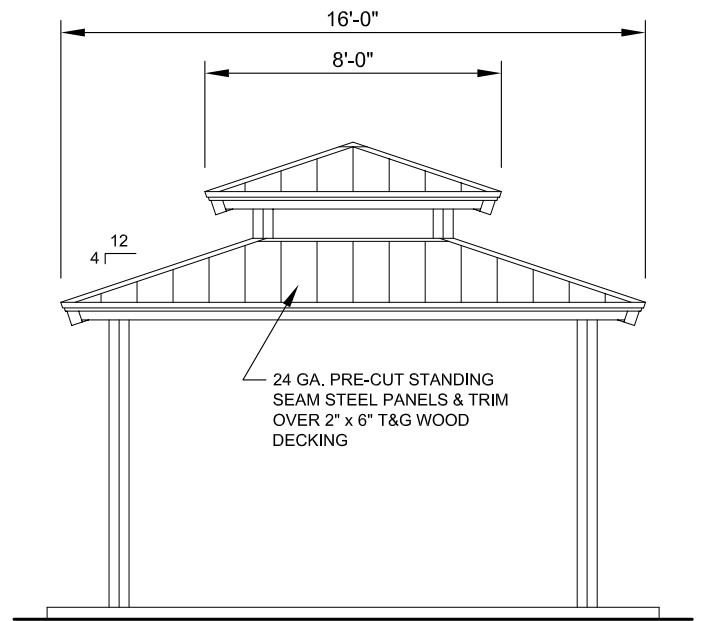 16'-0"
8'-0"
12
4
24 GA. PRE-CUT STANDING
SEAM STEEL PANELS & TRIM
OVER 2" x 6" T&G WOOD
DECKING